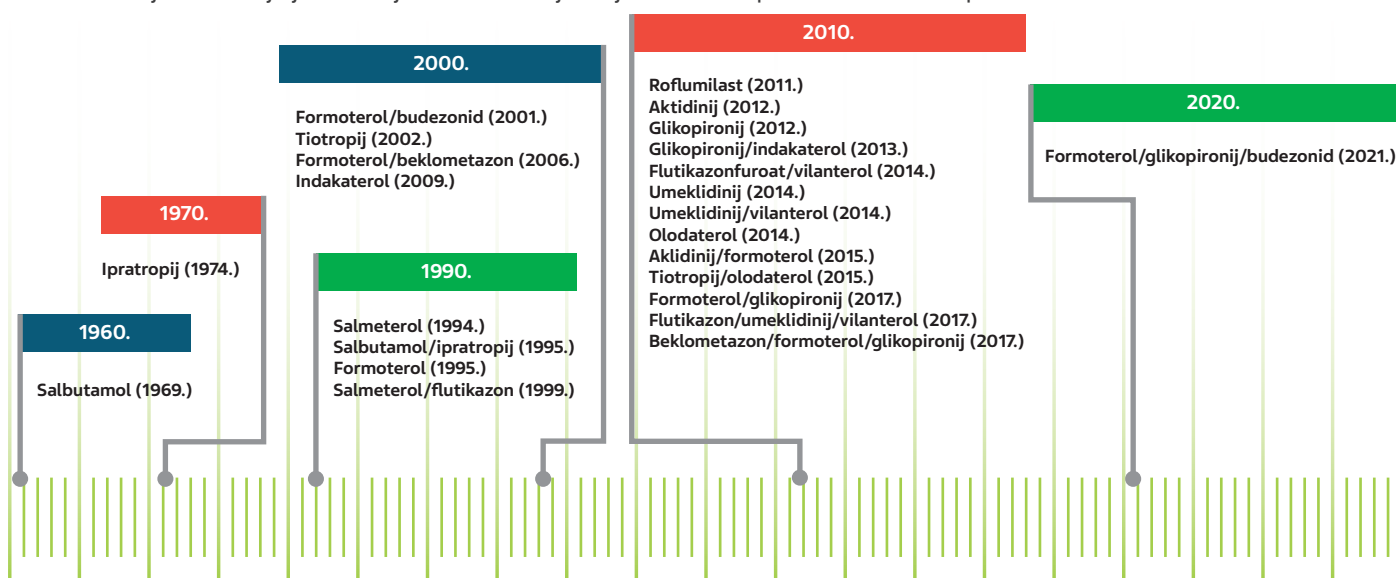 1960.
Salbutamol (1969.)
1970.
Ipratropij (1974.)
1990.
Salmeterol (1994.)
Salbutamol/ipratropij (1995.)
Formoterol (1995.)
Salmeterol/flutikazon (1999.)
2000.
Formoterol/budezonid (2001.)
Tiotropij (2002.)
Formoterol/beklometazon (2006.)
Indakaterol (2009.)
2010.
Roflumilast (2011.)
Aktidinij (2012.)
Glikopironij (2012.)
Glikopironij/indakaterol (2013.)
Flutikazonfuroat/vilanterol (2014.)
Umeklidinij (2014.)
Umeklidinij/vilanterol (2014.)
Olodaterol (2014.)
Aklidinij/formoterol (2015.)
Tiotropij/olodaterol (2015.)
Formoterol/glikopironij (2017.)
Flutikazon/umeklidinij/vilanterol (2017.)
Beklometazon/formoterol/glikopironij (2017.)
2020.
Formoterol/glikopironij/budezonid (2021.)